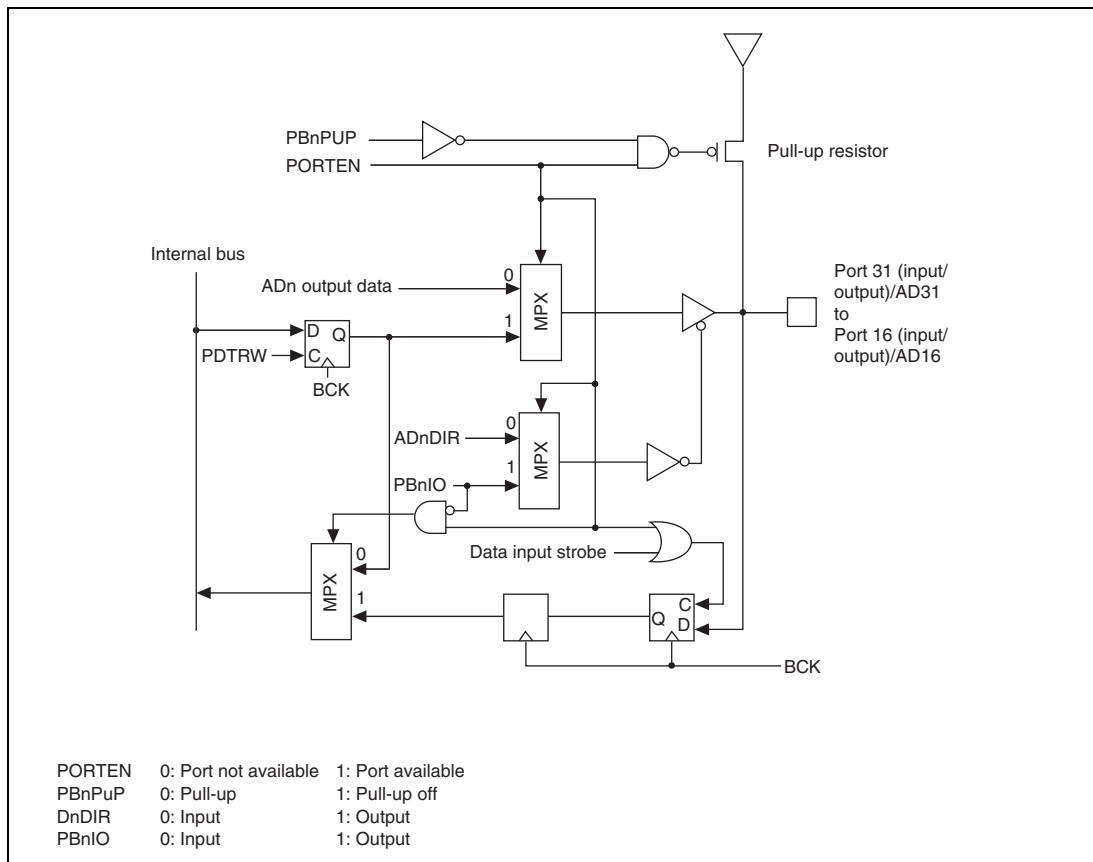 PBnPUP
PORTEN
Pull-up resistor
Internal bus
ADn output data
0
1
MPX
Port 31 (input/
output)/AD31
to
Port 16 (input/
output)/AD16
D Q
PDTRW
C
BCK
ADnDIR
0
PBnIO
1
MPX
Data input strobe
MPX
0
1
Q
C
D
BCK
PORTEN 0: Port not available 1: Port available
PBnPuP 0: Pull-up 1: Pull-up off
DnDIR 0: Input 1: Output
PBnIO 0: Input 1: Output